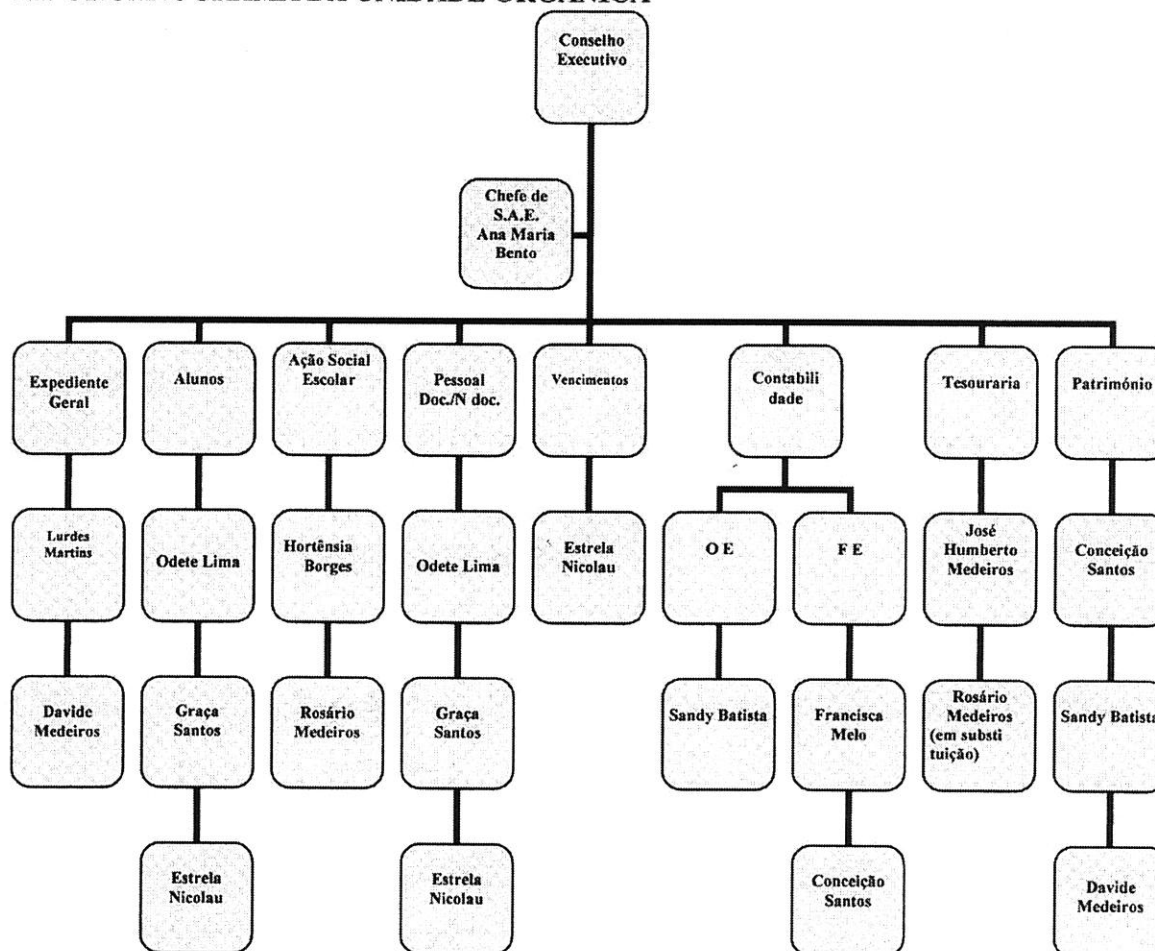 Conselho
Executivo
Chefe de
S.A.E.
Ana Maria
Bento
Expediente
Geral
Alunos
Ação Social
Escolar
Pessoal
Doc./N doc.
Vencimentos
Contabili
dade
Tesouraria
Património
Lurdes
Martins
Odete Lima
Hortênsia
Borges
Odete Lima
Estrela
Nicolau
O E
F E
José
Humberto
Medeiros
Conceição
Santos
Davide
Medeiros
Graça
Santos
Rosário
Medeiros
Graça
Santos
Sandy Batista
Francisca
Melo
Rosário
Medeiros
(em substi
tuição)
Sandy Batista
Estrela
Nicolau
Estrela
Nicolau
Conceição
Santos
Davide
Medeiros